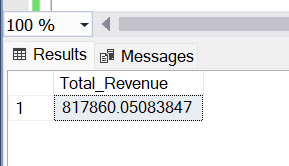 100 %
Results Messages
Total_Revenue
1 817860.05083847